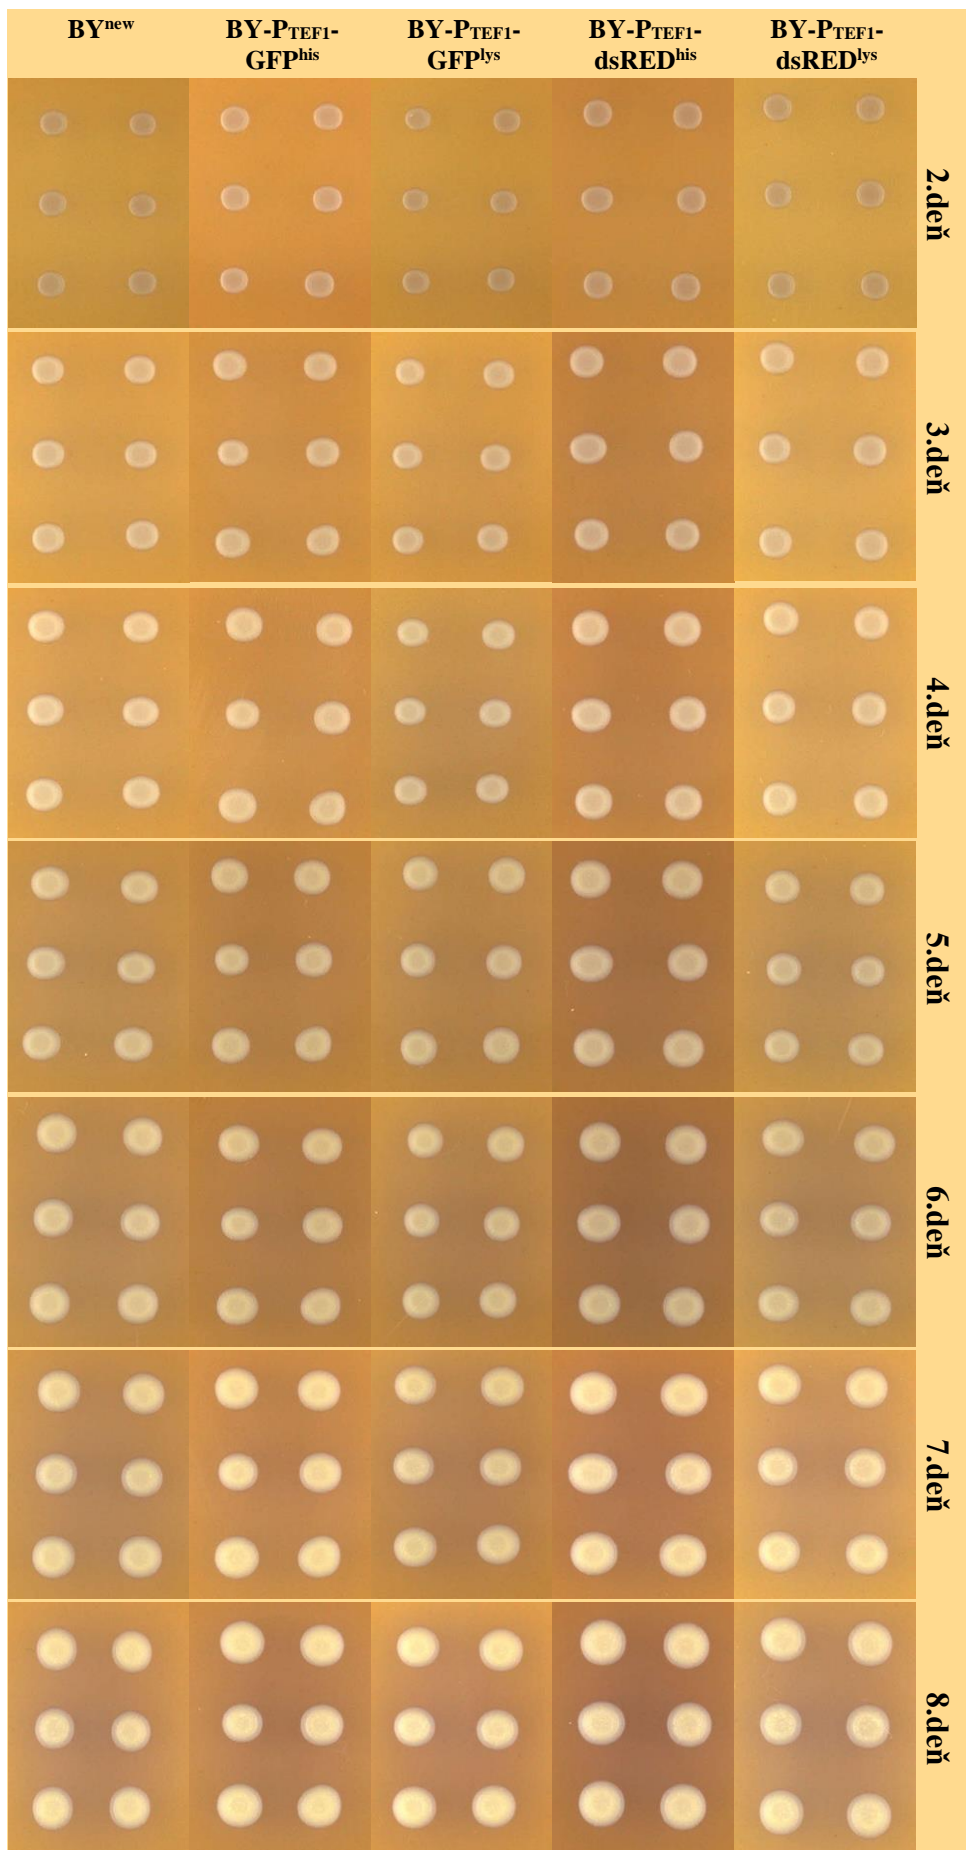 BYnew
BY-PTEF1-
GFPhis
BY-PTEF1-
GFPlys
BY-PTEF1-
dsREDhis
BY-PTEF1-
dsREDlys
2.deň
3.deň
4.deň
5.deň
6.deň
7.deň
8.deň